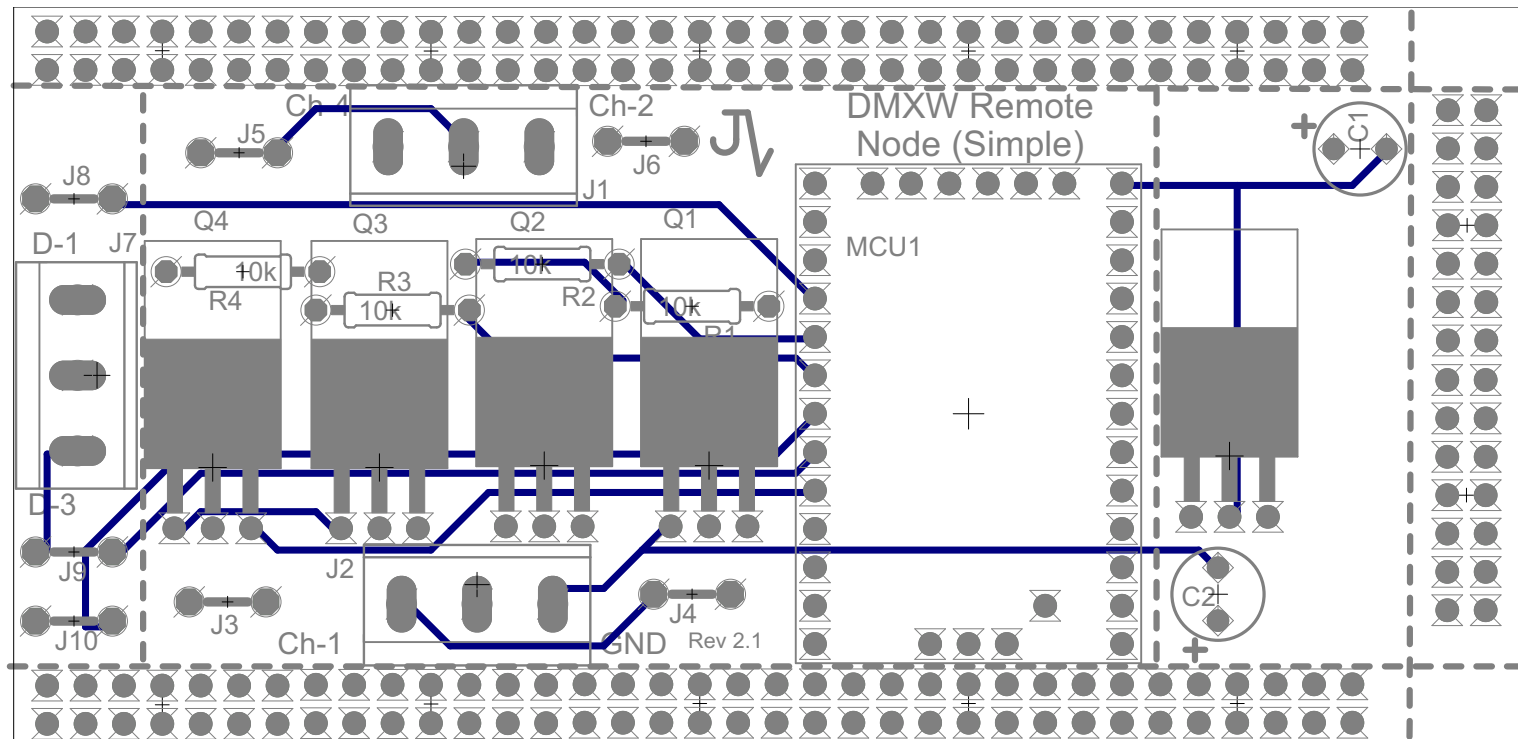 Ch-4
Ch-2
DMXW Remote
Node (Simple)
C1
J5
J6
J8
J1
Q4
Q3
Q2
Q1
D-1
J7
MCU1
10k
10k
R4
R3
10k
R2
10k
R1
D-3
J9
J2
C2
J10
J3
Ch-1
J4
GND
Rev 2.1